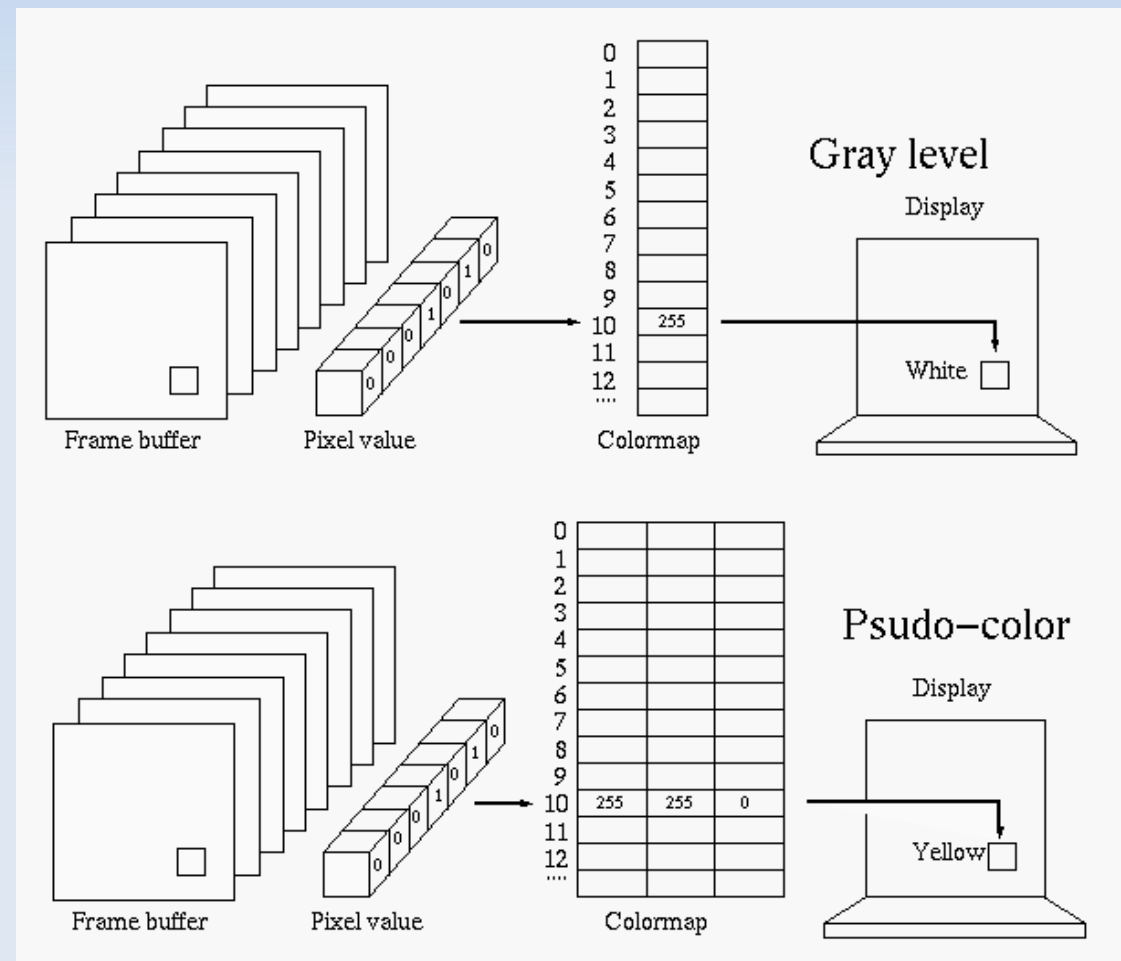 Gray level
Display
White
0
1
2
3
4
5
6
7
8
9
10 255
11
12
....
0 0 0 1 0 1 0
Frame buffer Pixel value Colormap
Psudo-color
Display
Yellow
0
1
2
3
4
5
6
7
8
9
10 255 255 0
11
12
....
0 0 0 1 0 1 0
Frame buffer Pixel value Colormap